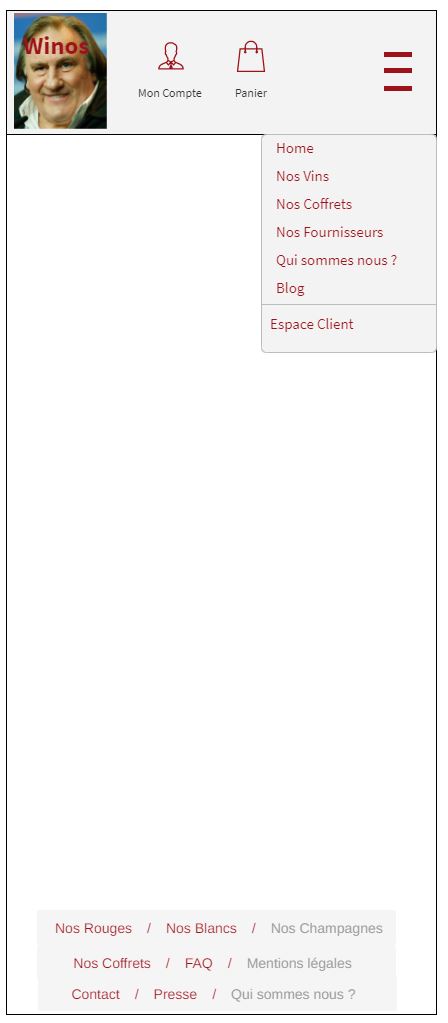 Winos
Mon Compte
Panier
Home
Nos Vins
Nos Coffrets
Nos Fournisseurs
Qui sommes nous ?
Blog
Espace Client
Nos Rouges / Nos Blancs / Nos Champagnes
Nos Coffrets / FAQ / Mentions légales
Contact / Presse / Qui sommes nous ?